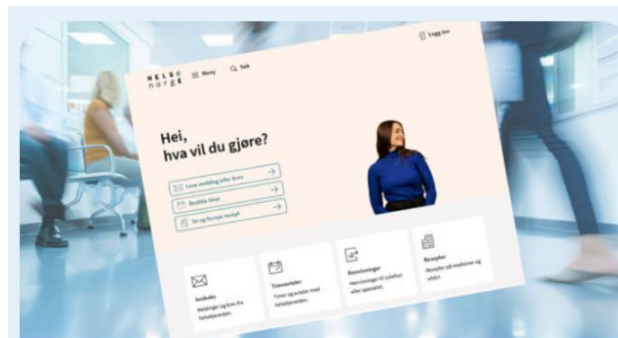 HELSE
norge
Meny
Søk
Logg inn
Hei,
hva vil du gjøre?
Lese melding eller brev
Bestille time
Se og fornye resept
Innboks
Meldinger og brev fra
helsetjenesten.
Timeavtaler
Timer og avtaler med
helsetjenesten.
Henvisninger
Henvisninger til sykehus
eller spesialist.
Resepter
Resepter på medisiner og
utstyr.